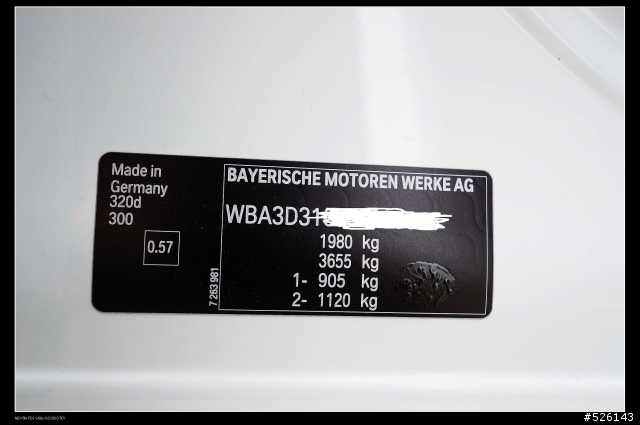 Made in
Germany
320d
300
0.57
7 263 981
BAYERISCHE MOTOREN WERKE AG
WBA3D31
1980 kg
3655 kg
1- 905 kg
2- 1120 kg
#526143